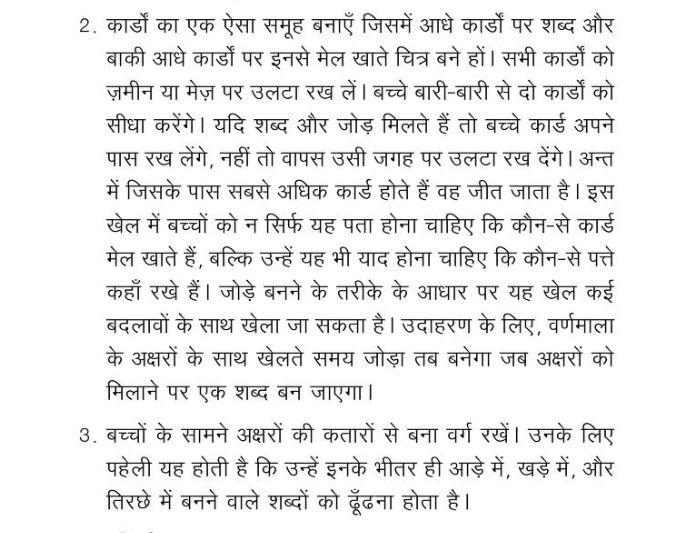 2. कार्डों का एक ऐसा समूह बनाएँ जिसमें आधे कार्डों पर शब्द और
बाकी आधे कार्डों पर इनसे मेल खाते चित्र बने हों। सभी कार्डों को
ज़मीन या मेज़ पर उलटा रख लें। बच्चे बारी-बारी से दो कार्डों को
सीधा करेंगे। यदि शब्द और जोड़ मिलते हैं तो बच्चे कार्ड अपने
पास रख लेंगे, नहीं तो वापस उसी जगह पर उलटा रख देंगे। अन्त
में जिसके पास सबसे अधिक कार्ड होते हैं वह जीत जाता है। इस
खेल में बच्चों को न सिर्फ यह पता होना चाहिए कि कौन-से कार्ड
मेल खाते हैं, बल्कि उन्हें यह भी याद होना चाहिए कि कौन-से पत्ते
कहाँ रखे हैं। जोड़े बनने के तरीके के आधार पर यह खेल कई
बदलावों के साथ खेला जा सकता है। उदाहरण के लिए, वर्णमाला
के अक्षरों के साथ खेलते समय जोड़ा तब बनेगा जब अक्षरों को
मिलाने पर एक शब्द बन जाएगा।
3. बच्चों के सामने अक्षरों की कतारों से बना वर्ग रखें। उनके लिए
पहेली यह होती है कि उन्हें इनके भीतर ही आड़े में, खड़े में, और
तिरछे में बनने वाले शब्दों को ढूँढना होता है।